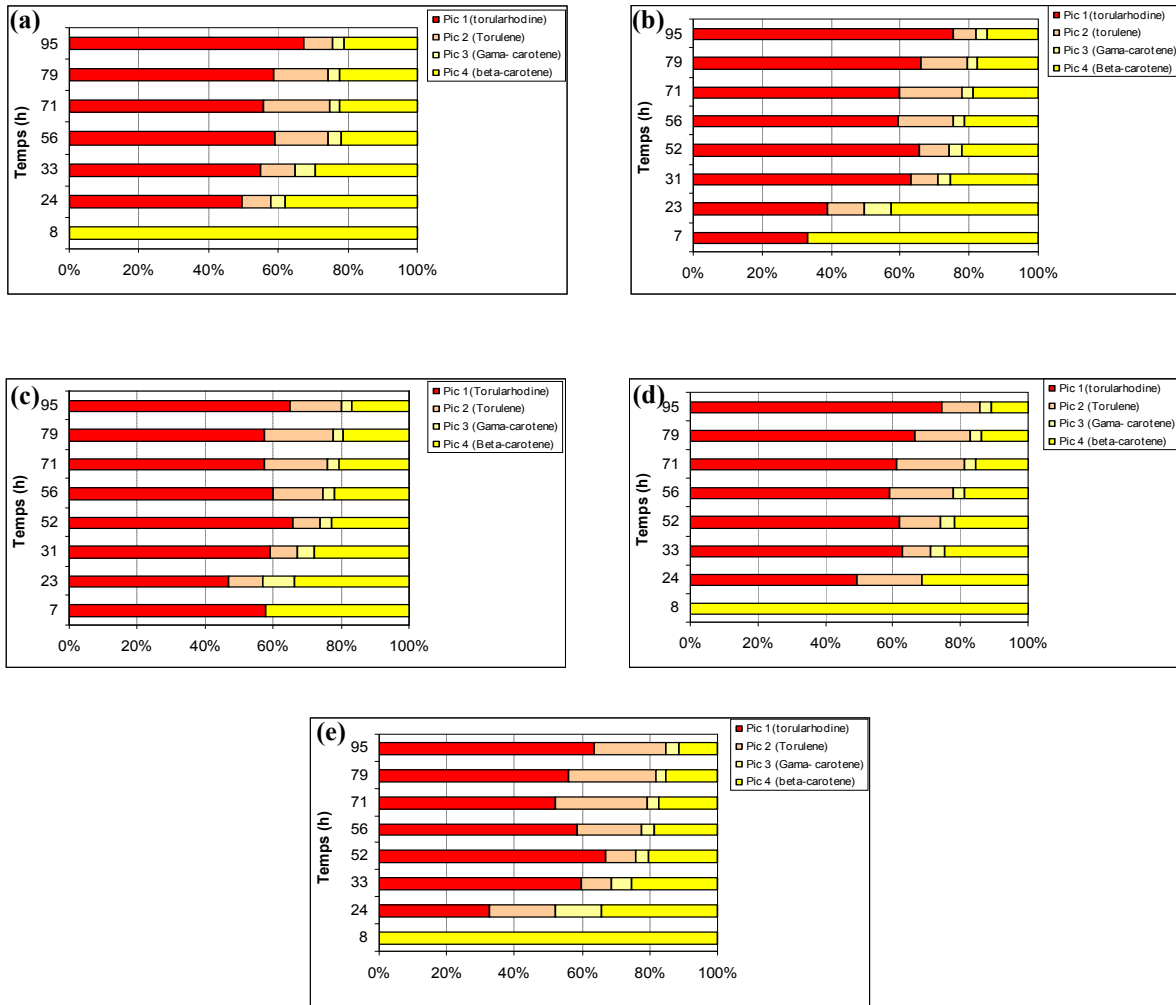 (a)
Pic 1 (torularhodine)
Pic 2 (Torulene)
Pic 3 (Gama- carotene)
Pic 4 (beta-carotene)
Temps (h)
95
79
71
56
33
24
8
0% 20% 40% 60% 80% 100%
(b)
Pic 1 (torularhodine)
Pic 2 (torulene)
Pic 3 (Gama-carotene)
Pic 4 (Beta-carotene)
Temps (h)
95
79
71
56
52
31
23
7
0% 20% 40% 60% 80% 100%
(c)
Pic 1 (Torularhodine)
Pic 2 (Torulene)
Pic 3 (Gama-carotene)
Pic 4 (Beta-carotene)
Temps (h)
95
79
71
56
52
31
23
7
0% 20% 40% 60% 80% 100%
(d)
Pic 1 (torularhodine)
Pic 2 (Torulene)
Pic 3 (Gama- carotene)
Pic 4 (beta-carotene)
Temps (h)
95
79
71
56
52
33
24
8
0% 20% 40% 60% 80% 100%
(e)
Pic 1 (torularhodine)
Pic 2 (Torulene)
Pic 3 (Gama- carotene)
Pic 4 (beta-carotene)
Temps (h)
95
79
71
56
52
33
24
8
0% 20% 40% 60% 80% 100%